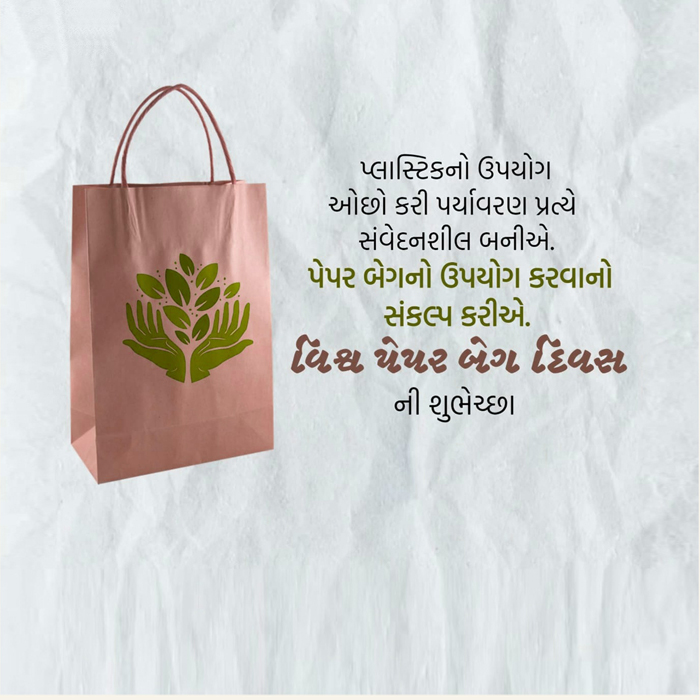 પ્લાસ્ટિકનો ઉપયોગ
ઓછો કરી પર્યાવરણ પ્રત્યે
સંવેદનશીલ બનીએ.
પેપર બેગનો ઉપયોગ કરવાનો
સંકલ્પ કરીએ.
વિશ્વ પેપર બેગ દિવસ
ની શુભેચ્છા